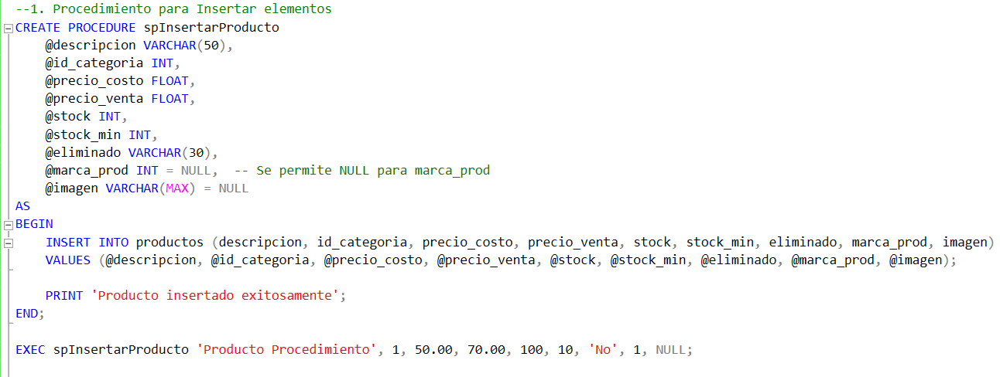 --1. Procedimiento para Insertar elementos
CREATE PROCEDURE spInsertarProducto
    @descripcion VARCHAR(50),
    @id_categoria INT,
    @precio_costo FLOAT,
    @precio_venta FLOAT,
    @stock INT,
    @stock_min INT,
    @eliminado VARCHAR(30),
    @marca_prod INT = NULL,  -- Se permite NULL para marca_prod
    @imagen VARCHAR(MAX) = NULL
AS
BEGIN
    INSERT INTO productos (descripcion, id_categoria, precio_costo, precio_venta, stock, stock_min, eliminado, marca_prod, imagen)
    VALUES (@descripcion, @id_categoria, @precio_costo, @precio_venta, @stock, @stock_min, @eliminado, @marca_prod, @imagen);
    PRINT 'Producto insertado exitosamente';
END;
EXEC spInsertarProducto 'Producto Procedimiento', 1, 50.00, 70.00, 100, 10, 'No', 1, NULL;